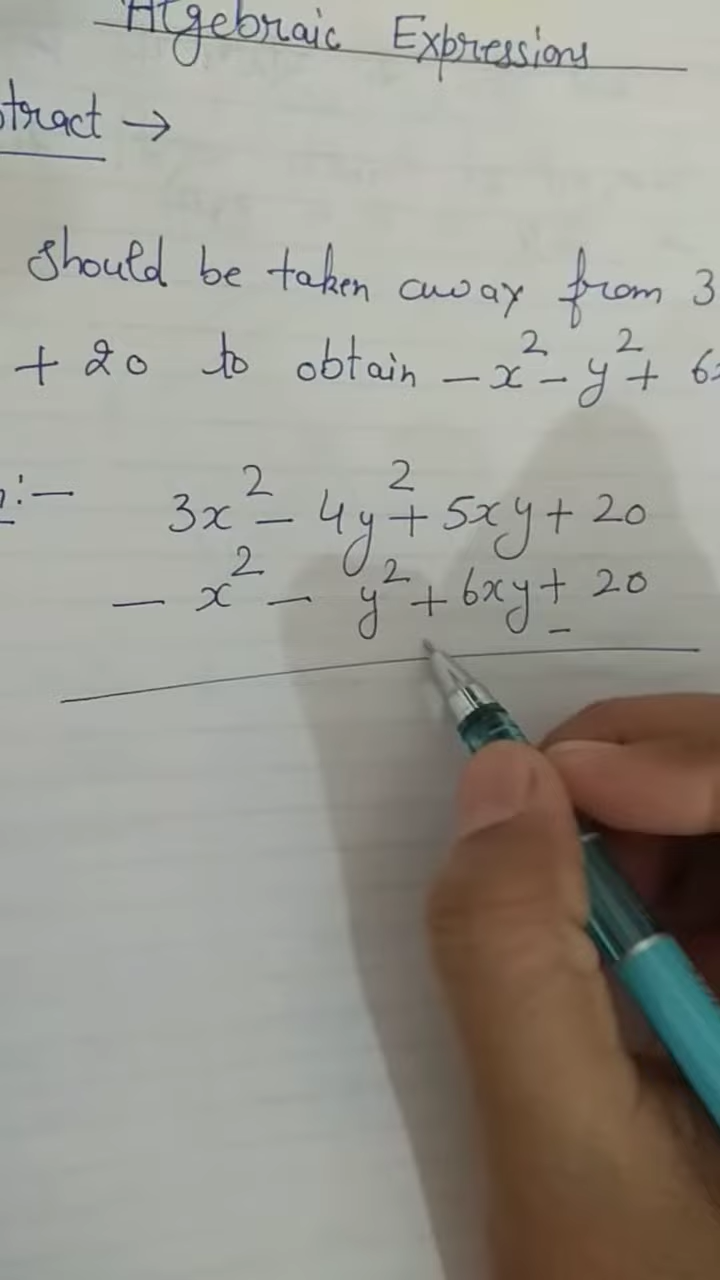 Algebraic Expressions
tract →
should be taken away from 3
+ 20 to obtain - x² - y² + 6
:-
3x² - 4y² + 5xy + 20
- x² - y² + 6xy + 20
-